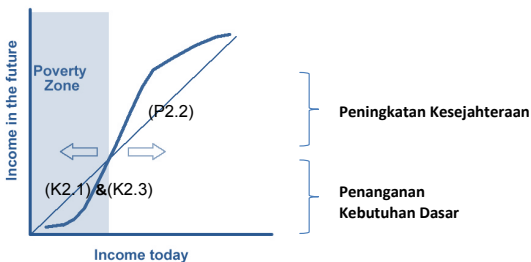 Income in the future
Poverty
Zone
(P2.2)
(K2.1) & (K2.3)
Income today
Peningkatan Kesejahteraan
Penanganan
Kebutuhan Dasar